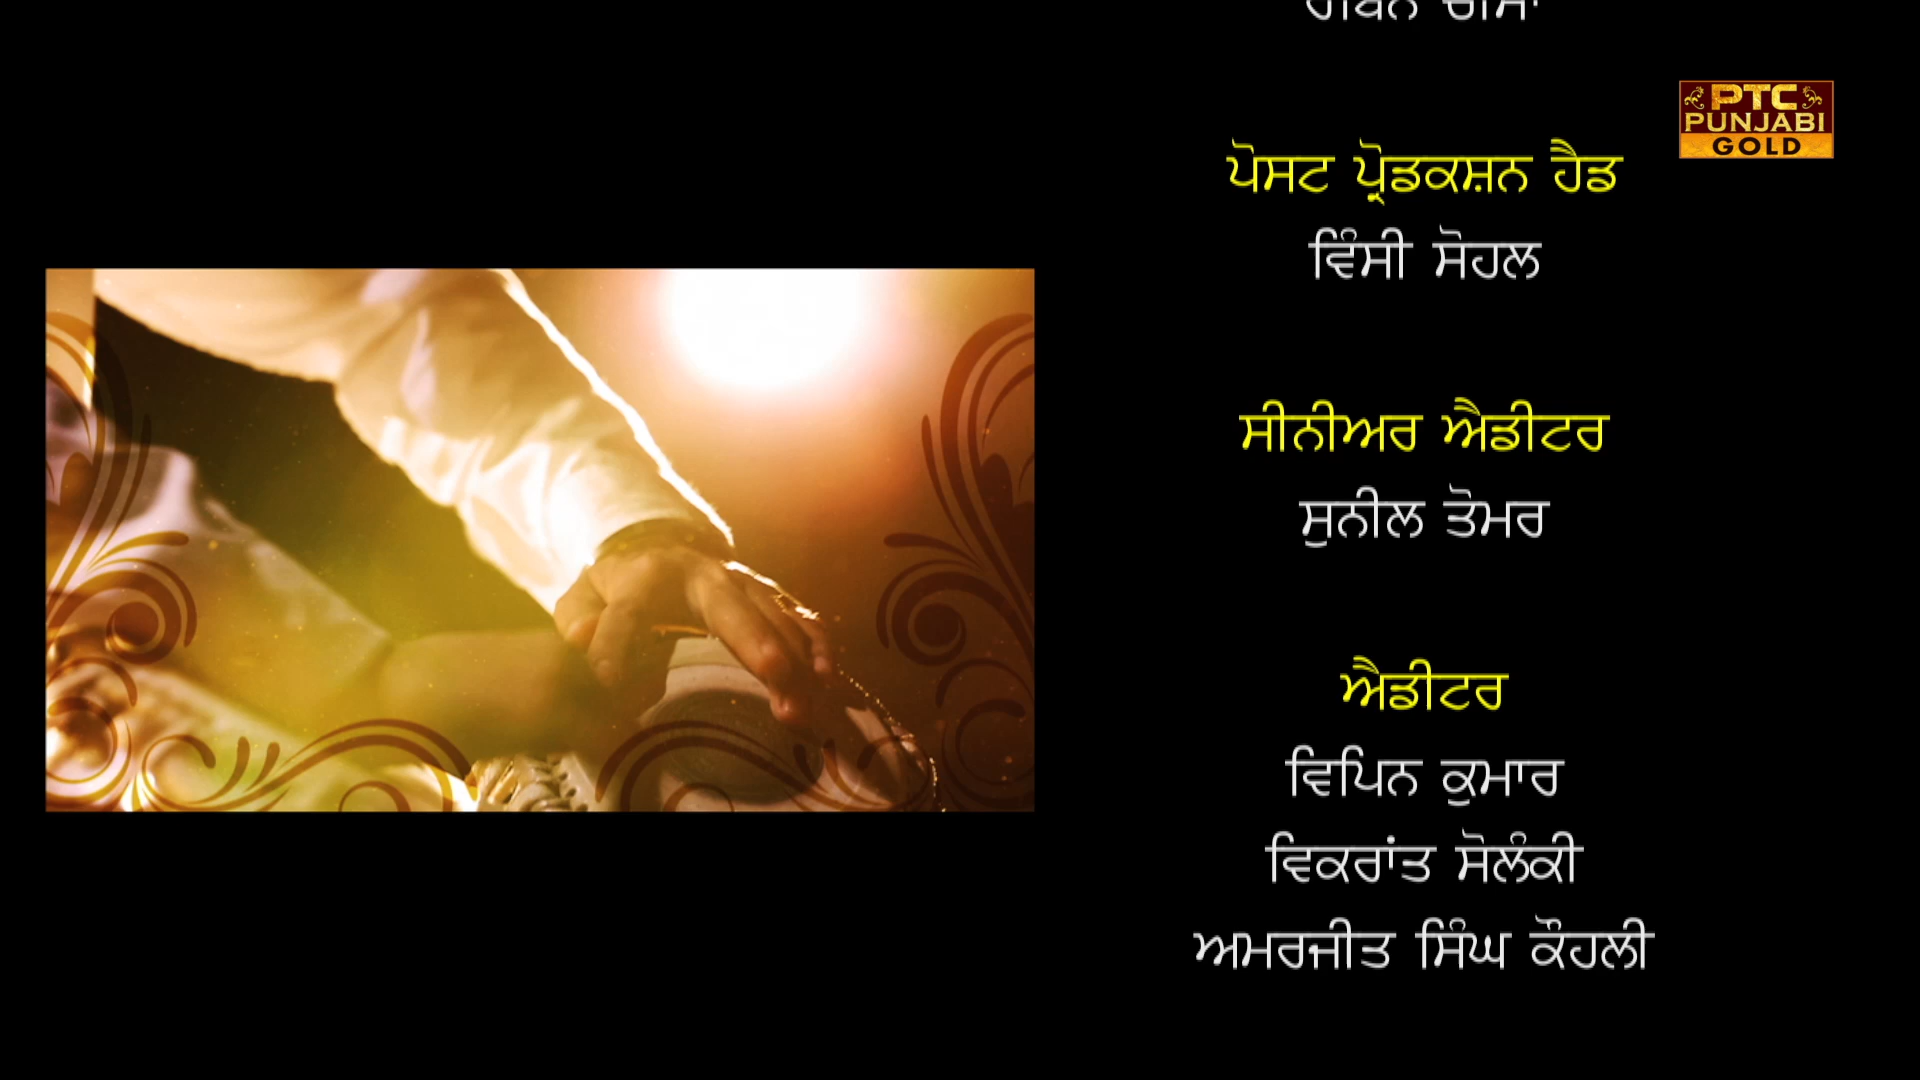 PTC
PUNJABI
GOLD
ਪੋਸਟ ਪ੍ਰੋਡਕਸ਼ਨ ਹੈਡ
ਵਿੰਸੀ ਸੋਹਲ
ਸੀਨੀਅਰ ਐਡੀਟਰ
ਸੁਨੀਲ ਤੋਮਰ
ਐਡੀਟਰ
ਵਿਪਿਨ ਕੁਮਾਰ
ਵਿਕਰਾਂਤ ਸੋਲੰਕੀ
ਅਮਰਜੀਤ ਸਿੰਘ ਕੌਹਲੀ